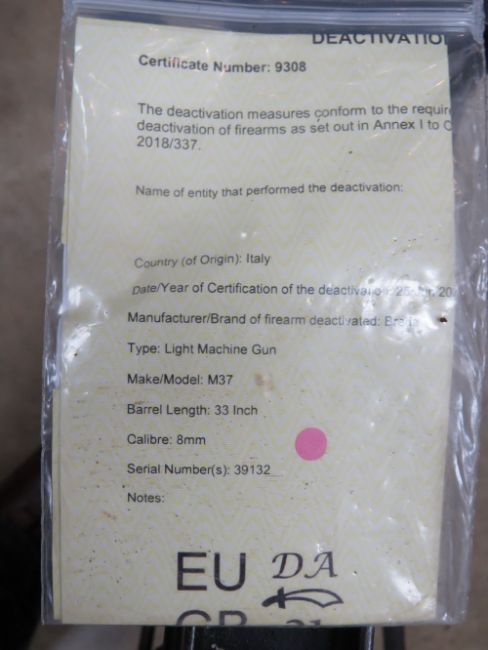 DEACTIVATIO
Certificate Number: 9308
The deactivation measures conform to the requir
deactivation of firearms as set out in Annex I to C
2018/337.
Name of entity that performed the deactivation:
Country (of Origin): Italy
Date/Year of Certification of the
Manufacturer/Brand of firearm deactivated:
Type: Light Machine Gun
Make/Model: M37
Barrel Length: 33 Inch
Calibre: 8mm
Serial Number(s): 39132
Notes:
EU DA
GB